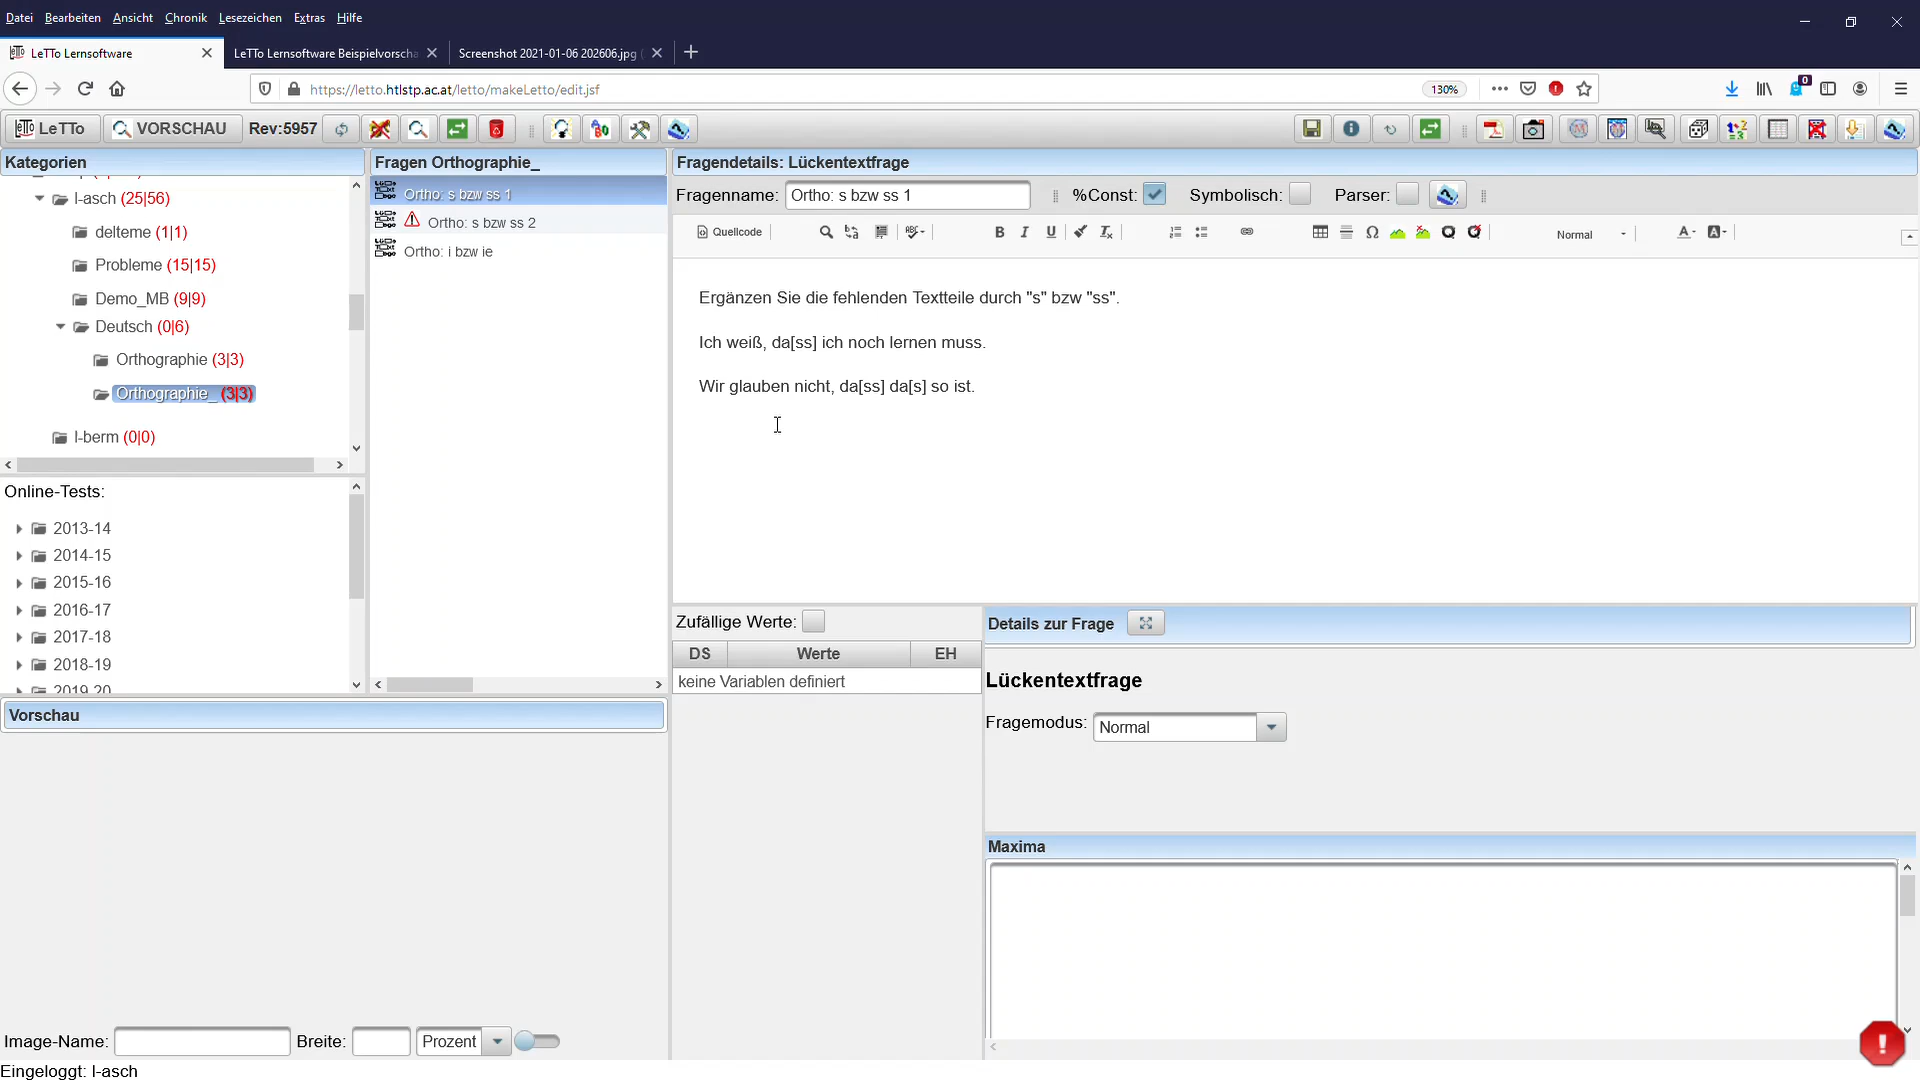 Datei Bearbeiten Ansicht Chronik Lesezeichen Extras Hilfe
LeTTo Lernsoftware
LeTTo Lernsoftware Beispielvorscha
Screenshot 2021-01-06 202606.jpg (
https://letto.htlstp.ac.at/letto/makeLetto/edit.jsf
130%
0
LeTTo
VORSCHAU
Rev:5957
Kategorien
Fragen Orthographie_
Fragendetails: Lückentextfrage
l-asch (25|56)
delteme (1|1)
Probleme (15|15)
Demo_MB (9|9)
Deutsch (0|6)
Orthographie (3|3)
Orthographie_ (3|3)
l-berm (0|0)
Ortho: s bzw ss 1
Ortho: s bzw ss 2
Ortho: i bzw ie
Fragenname: Ortho: s bzw ss 1
%Const:
Symbolisch:
Parser:
Quellcode
B I U
Normal
Ergänzen Sie die fehlenden Textteile durch "s" bzw "ss".
Ich weiß, da[ss] ich noch lernen muss.
Wir glauben nicht, da[ss] da[s] so ist.
Online-Tests:
2013-14
2014-15
2015-16
2016-17
2017-18
2018-19
2019-20
Vorschau
Zufällige Werte:
DS Werte EH
keine Variablen definiert
Details zur Frage
Lückentextfrage
Fragemodus: Normal
Maxima
Image-Name:
Breite:
Prozent
Eingeloggt: l-asch